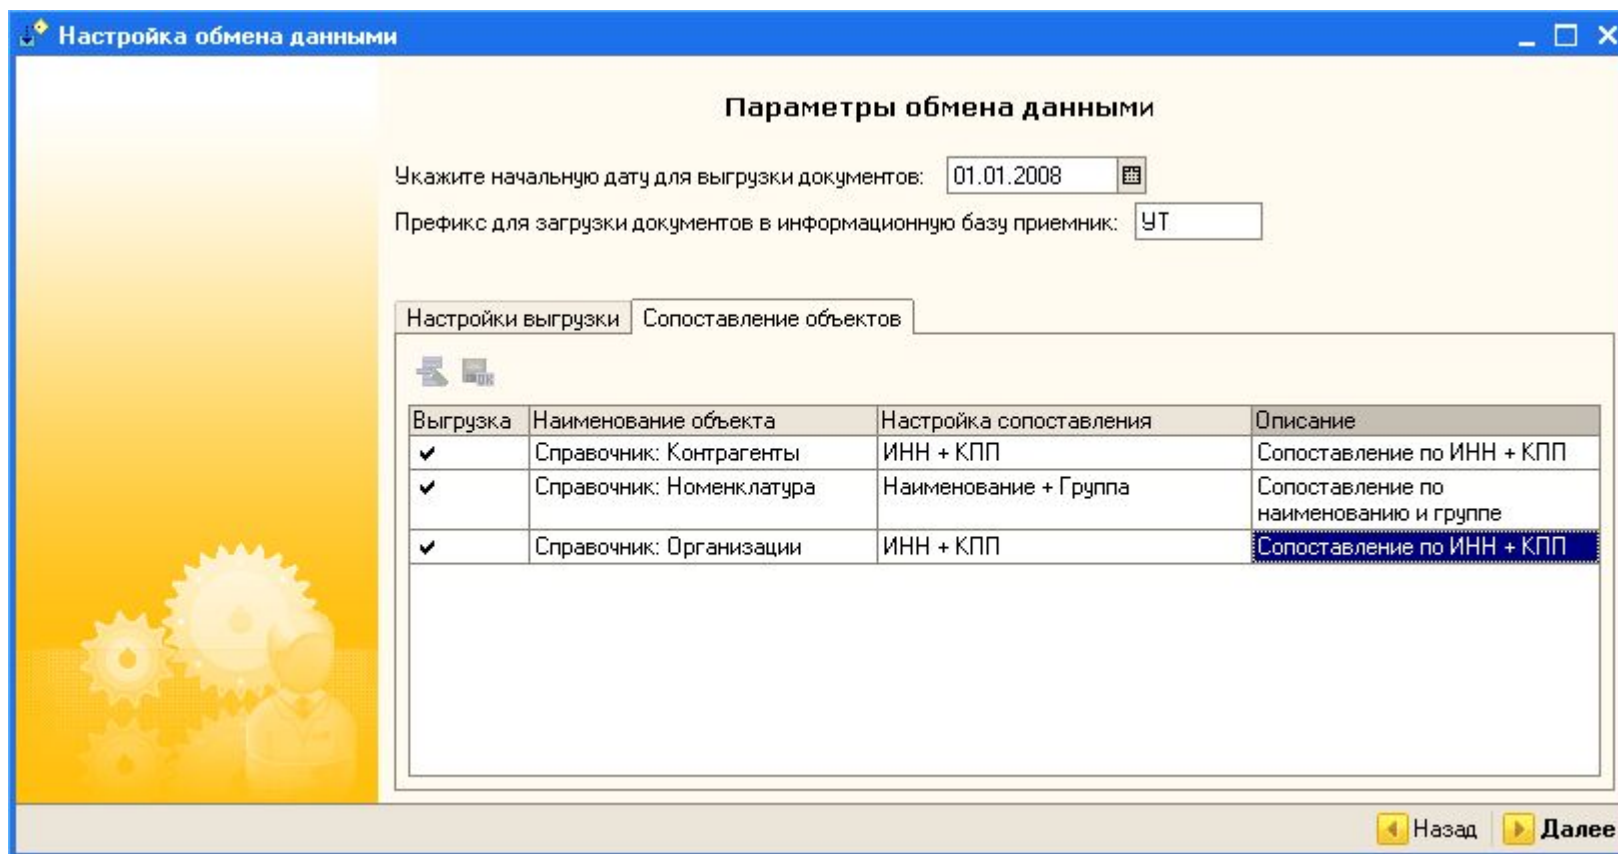 Настройка обмена данными
Параметры обмена данными
Укажите начальную дату для выгрузки документов: 01.01.2008
Префикс для загрузки документов в информационную базу приемник: УТ
Настройки выгрузки Сопоставление объектов
Выгрузка Наименование объекта Настройка сопоставления Описание
Справочник: Контрагенты ИНН + КПП Сопоставление по ИНН + КПП
Справочник: Номенклатура Наименование + Группа Сопоставление по
наименованию и группе
Справочник: Организации ИНН + КПП Сопоставление по ИНН + КПП
Назад Далее